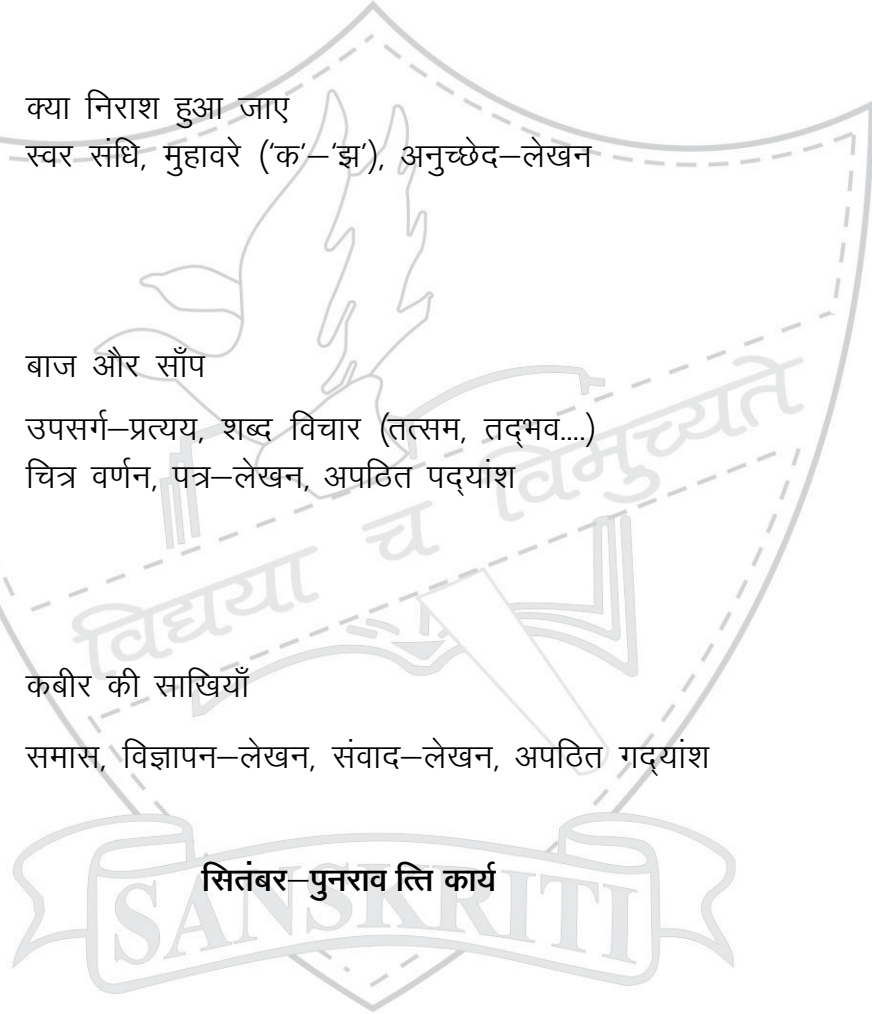 क्या निराश हुआ जाए
स्वर संधि, मुहावरे (‘क’–‘झ’), अनुच्छेद–लेखन
बाज और साँप
उपसर्ग–प्रत्यय, शब्द विचार (तत्सम, तद्भव....)
चित्र वर्णन, पत्र–लेखन, अपठित पद्यांश
विद्यया च विमुच्यते
कबीर की साखियाँ
समास, विज्ञापन–लेखन, संवाद–लेखन, अपठित गद्यांश
सितंबर–पुनराव त्ति कार्य
SANSKRITI